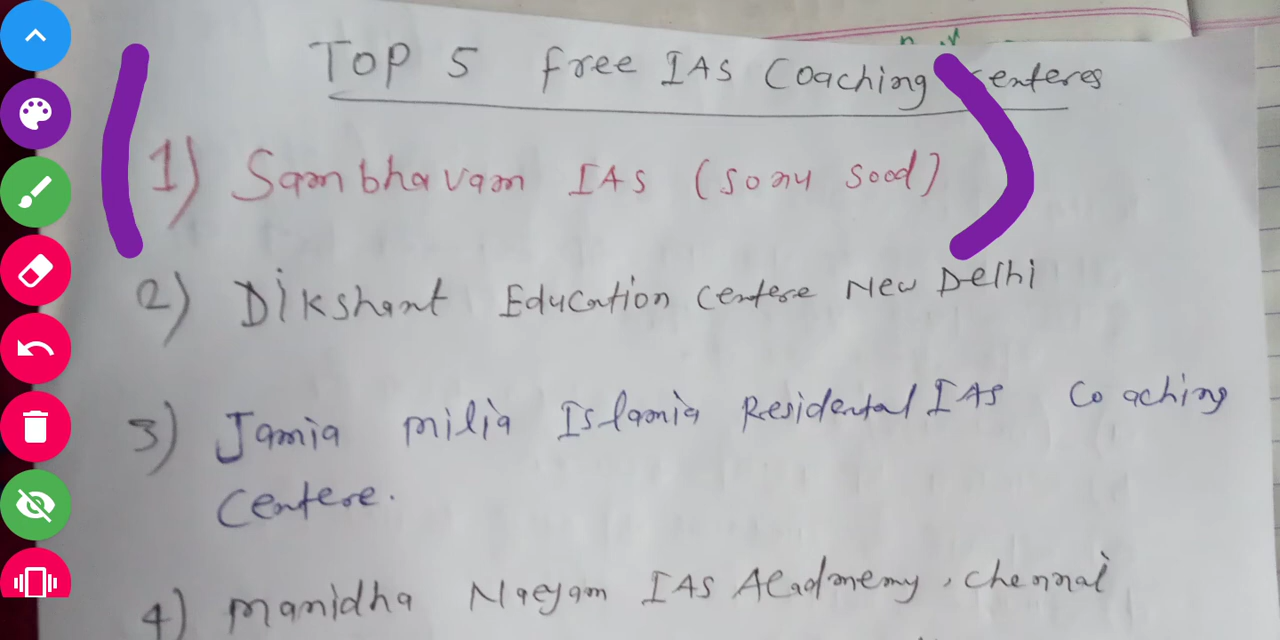 Top 5 free IAS Coaching Centeres
1) Sambhavam IAS (Sonu Sood)
2) Dikshant Education Centere New Delhi
3) Jamia milia Islamia Residental IAS Coaching
Centere.
4) Manidha Naeyam IAS Acadmemy, Chennai